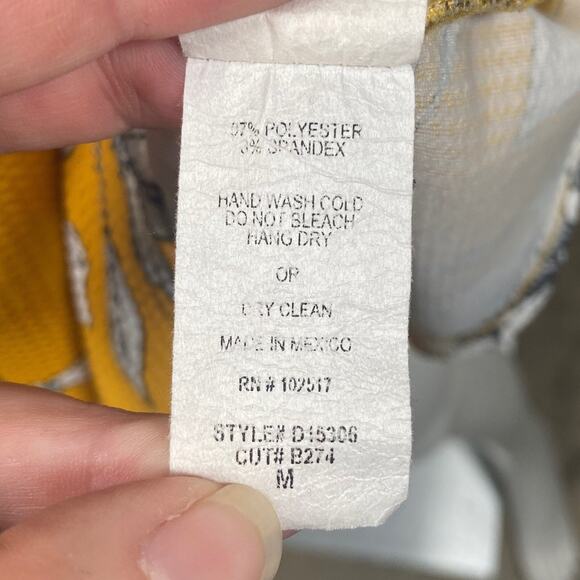 97% POLYESTER
3% SPANDEX
HAND WASH COLD
DO NOT BLEACH
HANG DRY
OR
DRY CLEAN
MADE IN MEXICO
RN # 102517
STYLE# D15306
CUT# B274
M